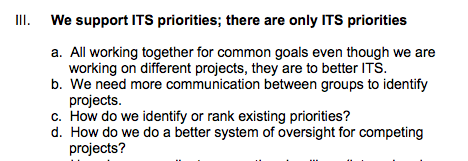 III. We support ITS priorities; there are only ITS priorities
a. All working together for common goals even though we are
working on different projects, they are to better ITS.
b. We need more communication between groups to identify
projects.
c. How do we identify or rank existing priorities?
d. How do we do a better system of oversight for competing
projects?